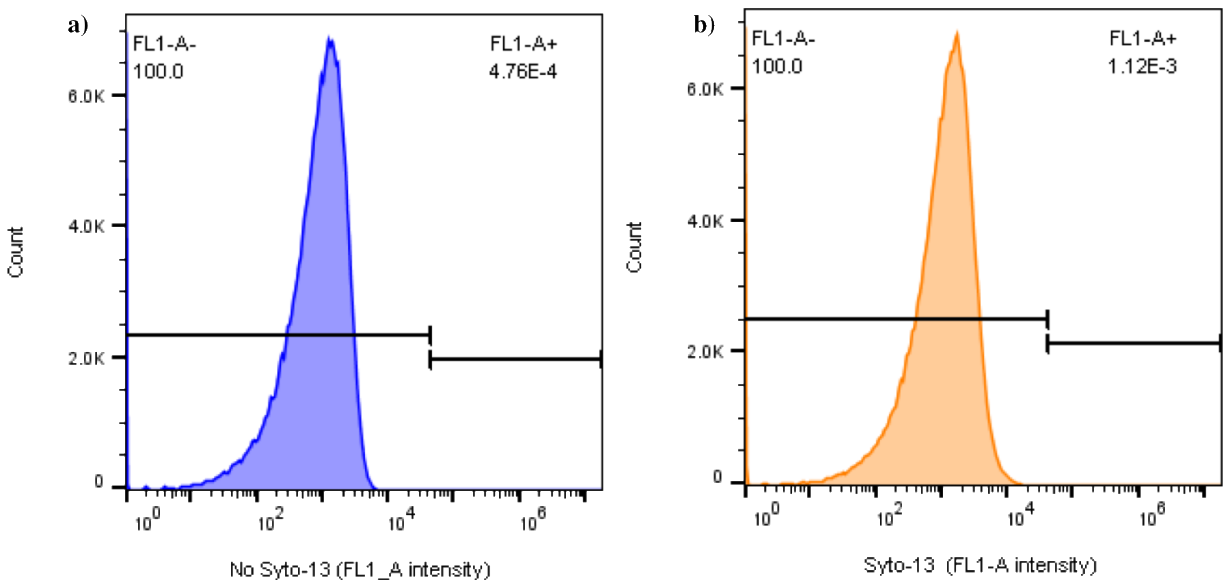 a)
FL1-A-
100.0
FL1-A+
4.76E-4
6.0K
4.0K
2.0K
0
Count
10^0
10^2
10^4
10^6
No Syto-13 (FL1_A intensity)
b)
FL1-A-
100.0
FL1-A+
1.12E-3
6.0K
4.0K
2.0K
0
Count
10^0
10^2
10^4
10^6
Syto-13 (FL1-A intensity)